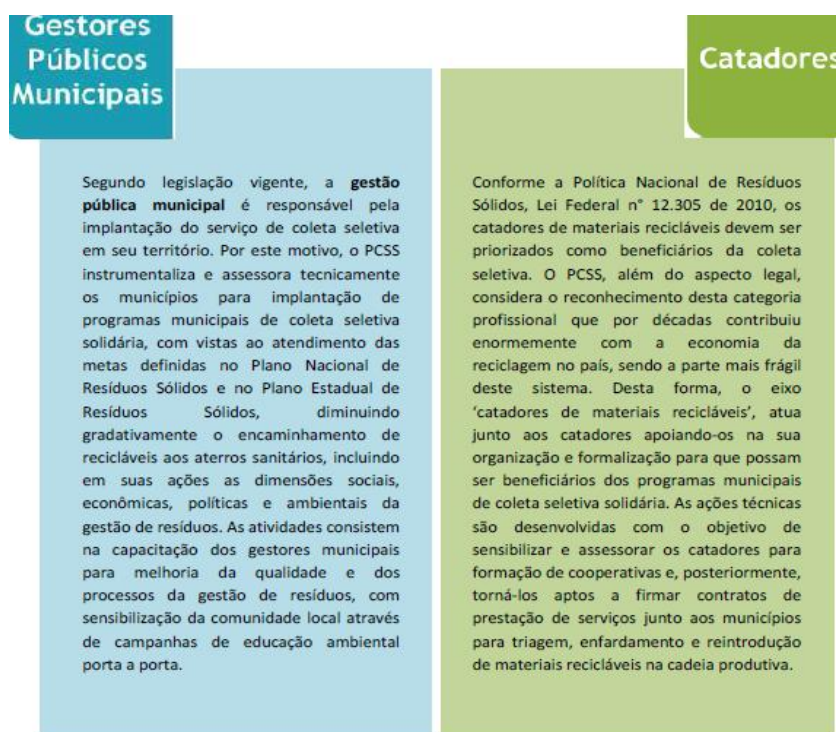 Gestores
Públicos
Municipais
Segundo legislação vigente, a gestão
pública municipal é responsável pela
implantação do serviço de coleta seletiva
em seu território. Por este motivo, o PCSS
instrumentaliza e assessora tecnicamente
os municípios para implantação de
programas municipais de coleta seletiva
solidária, com vistas ao atendimento das
metas definidas no Plano Nacional de
Resíduos Sólidos e no Plano Estadual de
Resíduos Sólidos, diminuindo
gradativamente o encaminhamento de
recicláveis aos aterros sanitários, incluindo
em suas ações as dimensões sociais,
econômicas, políticas e ambientais da
gestão de resíduos. As atividades consistem
na capacitação dos gestores municipais
para melhoria da qualidade e dos
processos da gestão de resíduos, com
sensibilização da comunidade local através
de campanhas de educação ambiental
porta a porta.
Catadores
Conforme a Política Nacional de Resíduos
Sólidos, Lei Federal n° 12.305 de 2010, os
catadores de materiais recicláveis devem ser
priorizados como beneficiários da coleta
seletiva. O PCSS, além do aspecto legal,
considera o reconhecimento desta categoria
profissional que por décadas contribuiu
enormemente com a economia da
reciclagem no país, sendo a parte mais frágil
deste sistema. Desta forma, o eixo
‘catadores de materiais recicláveis’, atua
junto aos catadores apoiando-os na sua
organização e formalização para que possam
ser beneficiários dos programas municipais
de coleta seletiva solidária. As ações técnicas
são desenvolvidas com o objetivo de
sensibilizar e assessorar os catadores para
formação de cooperativas e, posteriormente,
torná-los aptos a firmar contratos de
prestação de serviços junto aos municípios
para triagem, enfardamento e reintrodução
de materiais recicláveis na cadeia produtiva.